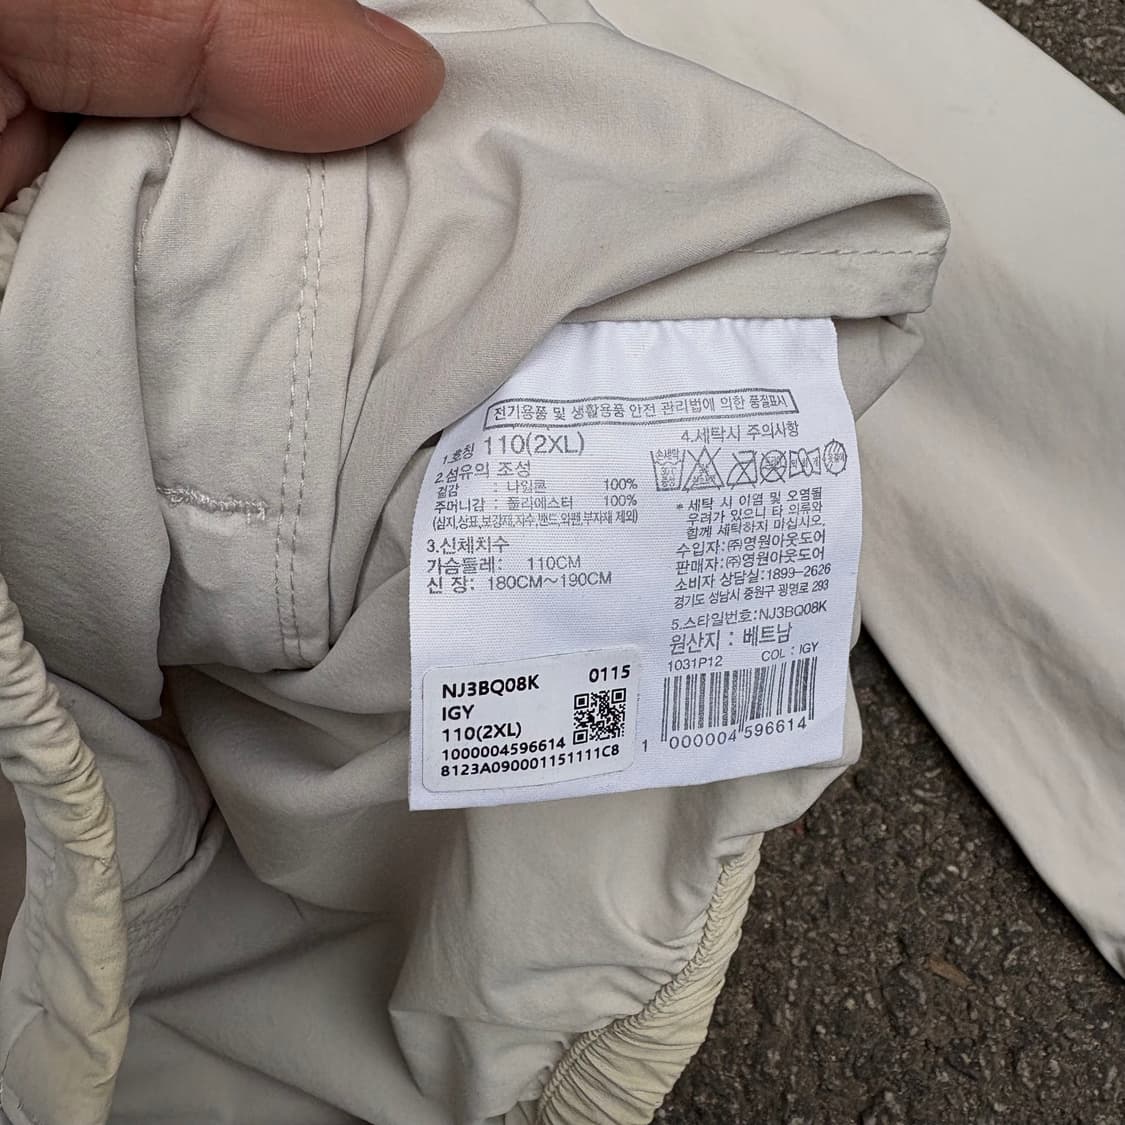 전기용품 및 생활용품 안전 관리법에 의한 품질표시
1.호칭 110(2XL)
2.섬유의 조성
겉감 : 나일론 100%
주머니감 : 폴리에스터 100%
(심지,상표,보강재,자수,밴드,와펜,부자재 제외)
3.신체치수
가슴둘레: 110CM
신 장: 180CM~190CM
4.세탁시 주의사항
손세탁
중성
* 세탁 시 이염 및 오염될
우려가 있으니 타 의류와
함께 세탁하지 마십시오.
수입자:㈜영원아웃도어
판매자:㈜영원아웃도어
소비자 상담실:1899-2626
경기도 성남시 중원구 광명로 293
5.스타일번호:NJ3BQ08K
원산지 : 베트남
1031P12 COL : IGY
1 000004 596614
NJ3BQ08K 0115
IGY
110(2XL)
1000004596614
8123A090001151111C8